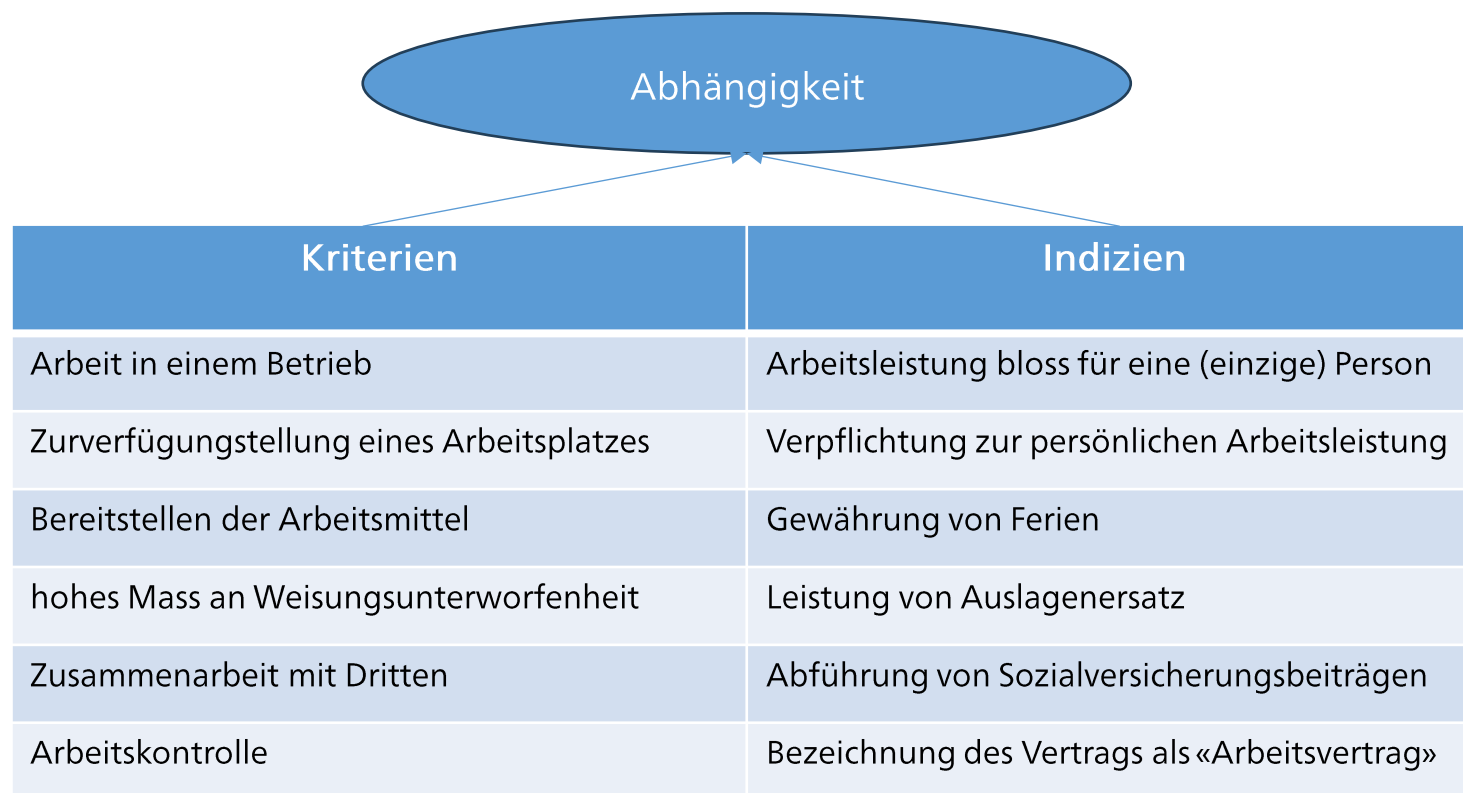 Abhängigkeit
Kriterien
Indizien
Arbeit in einem Betrieb
Arbeitsleistung bloss für eine (einzige) Person
Zurverfügungstellung eines Arbeitsplatzes
Verpflichtung zur persönlichen Arbeitsleistung
Bereitstellen der Arbeitsmittel
Gewährung von Ferien
hohes Mass an Weisungsunterworfenheit
Leistung von Auslagenersatz
Zusammenarbeit mit Dritten
Abführung von Sozialversicherungsbeiträgen
Arbeitskontrolle
Bezeichnung des Vertrags als «Arbeitsvertrag»